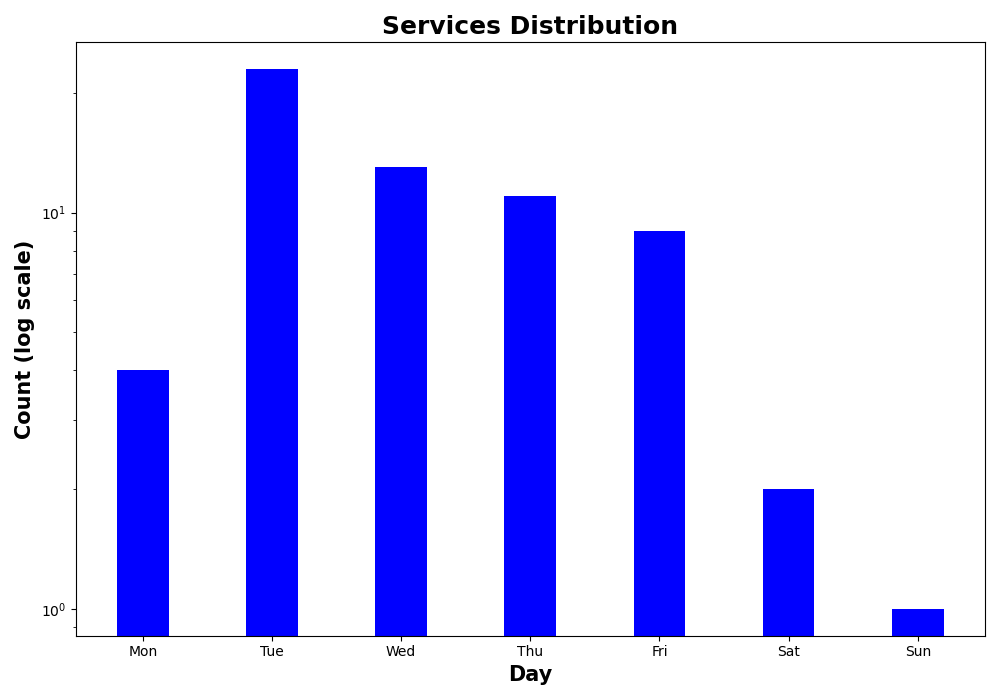 Services Distribution
Count (log scale)
10¹
10⁰
Mon Tue Wed Thu Fri Sat Sun
Day